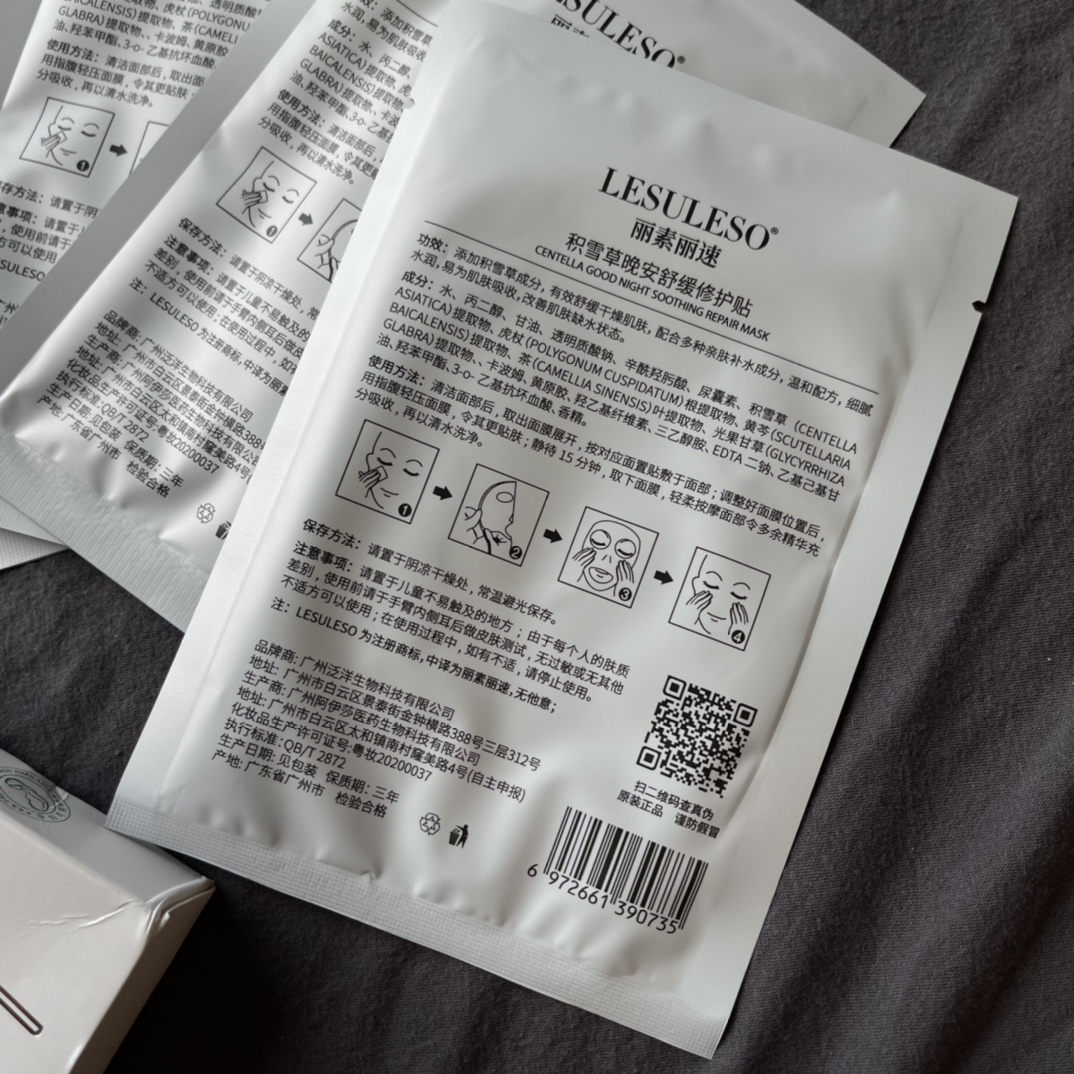 LESULESO®
丽素丽速
积雪草晚安舒缓修护贴
CENTELLA GOOD NIGHT SOOTHING REPAIR MASK
功效：添加积雪草成分，有效舒缓干燥肌肤，配合多种亲肤补水成分，温和配方，细腻
水润，易为肌肤吸收，改善肌肤缺水状态。
成分：水、丙二醇、甘油、透明质酸钠、辛酰羟肟酸、尿囊素、积雪草（CENTELLA
ASIATICA)提取物、虎杖(POLYGONUM CUSPIDATUM)根提取物、黄芩(SCUTELLARIA
BAICALENSIS)提取物、茶(CAMELLIA SINENSIS)叶提取物、光果甘草(GLYCYRRHIZA
GLABRA)提取物、、卡波姆、黄原胶、羟乙基纤维素、三乙醇胺、EDTA 二钠、乙基己基甘
油、羟苯甲酯、3-o- 乙基抗坏血酸、香精。
使用方法：清洁面部后，取出面膜展开，按对应面置贴敷于面部；调整好面膜位置后，
用指腹轻压面膜，令其更贴肤；静待 15 分钟，取下面膜，轻柔按摩面部令多余精华充
分吸收，再以清水洗净。
1
2
3
4
保存方法：请置于阴凉干燥处，常温避光保存。
注意事项：请置于儿童不易触及的地方；由于每个人的肤质
差别，使用前请于手臂内侧耳后做皮肤测试，无过敏或无其他
不适方可以使用；在使用过程中，如有不适，请停止使用。
注：LESULESO 为注册商标，中译为丽素丽速，无他意；
品牌商：广州泛洋生物科技有限公司
地址：广州市白云区景泰街金钟横路388号三层312号
生产商：广州阿伊莎医药生物科技有限公司
地址：广州市白云区太和镇南村窿美路4号(自主申报)
化妆品生产许可证号：粤妆20200037
执行标准：QB/T 2872
生产日期：见包装 保质期：三年
产地：广东省广州市 检验合格
扫二维码查真伪
原装正品 谨防假冒
6 972661 390735